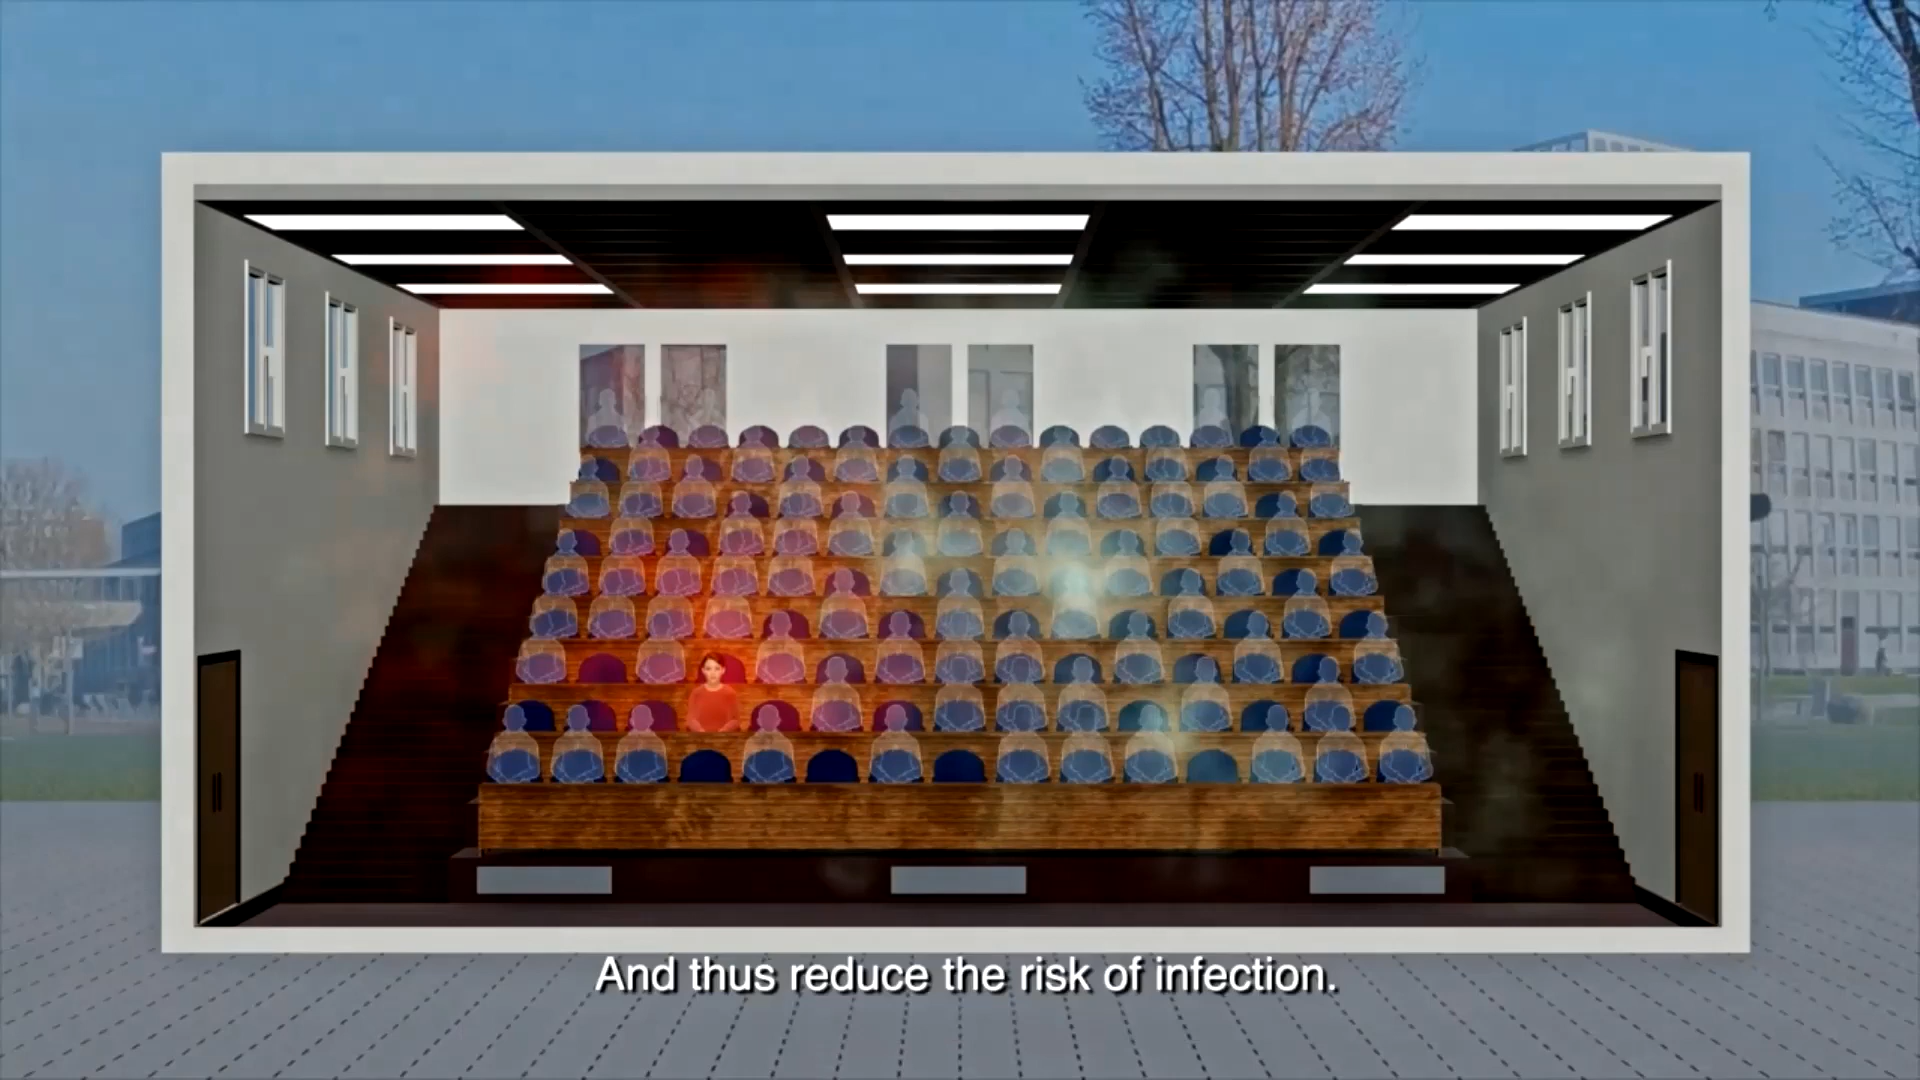 And thus reduce the risk of infection.